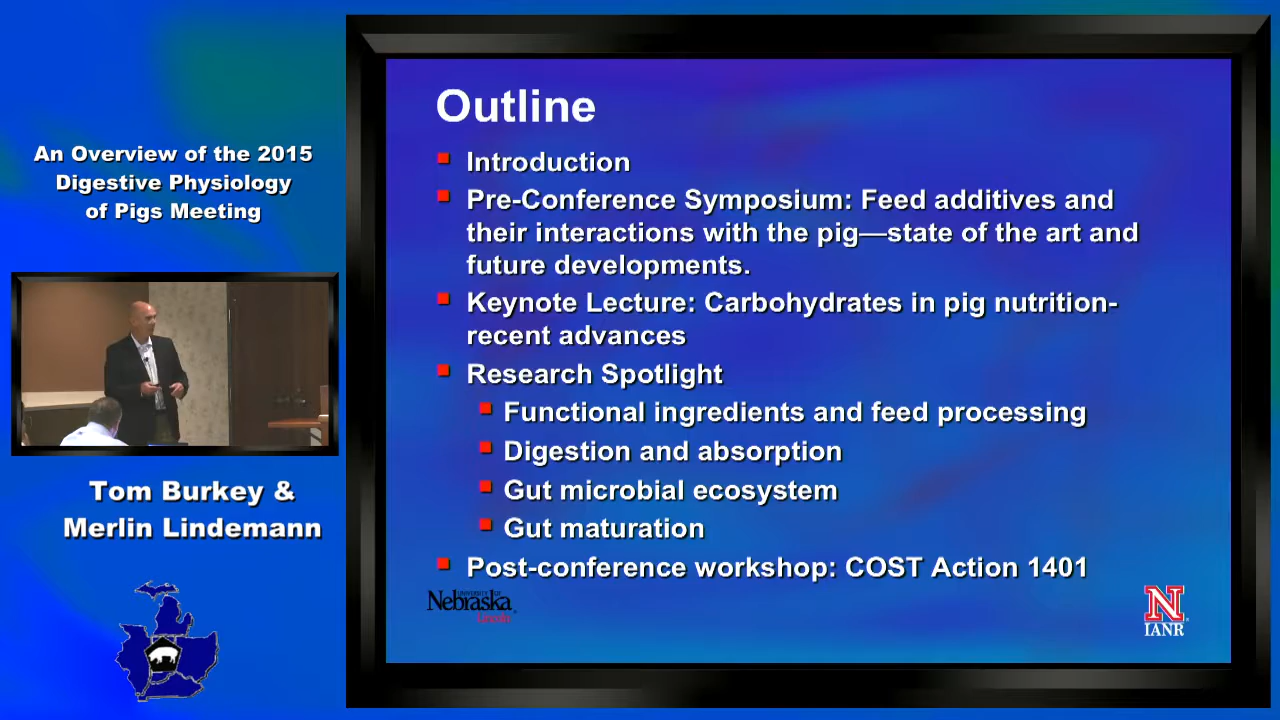 An Overview of the 2015
Digestive Physiology
of Pigs Meeting
Tom Burkey &
Merlin Lindemann
Outline
Introduction
Pre-Conference Symposium: Feed additives and
their interactions with the pig—state of the art and
future developments.
Keynote Lecture: Carbohydrates in pig nutrition-
recent advances
Research Spotlight
Functional ingredients and feed processing
Digestion and absorption
Gut microbial ecosystem
Gut maturation
Post-conference workshop: COST Action 1401
UNIVERSITY OF
Nebraska
Lincoln
N
IANR